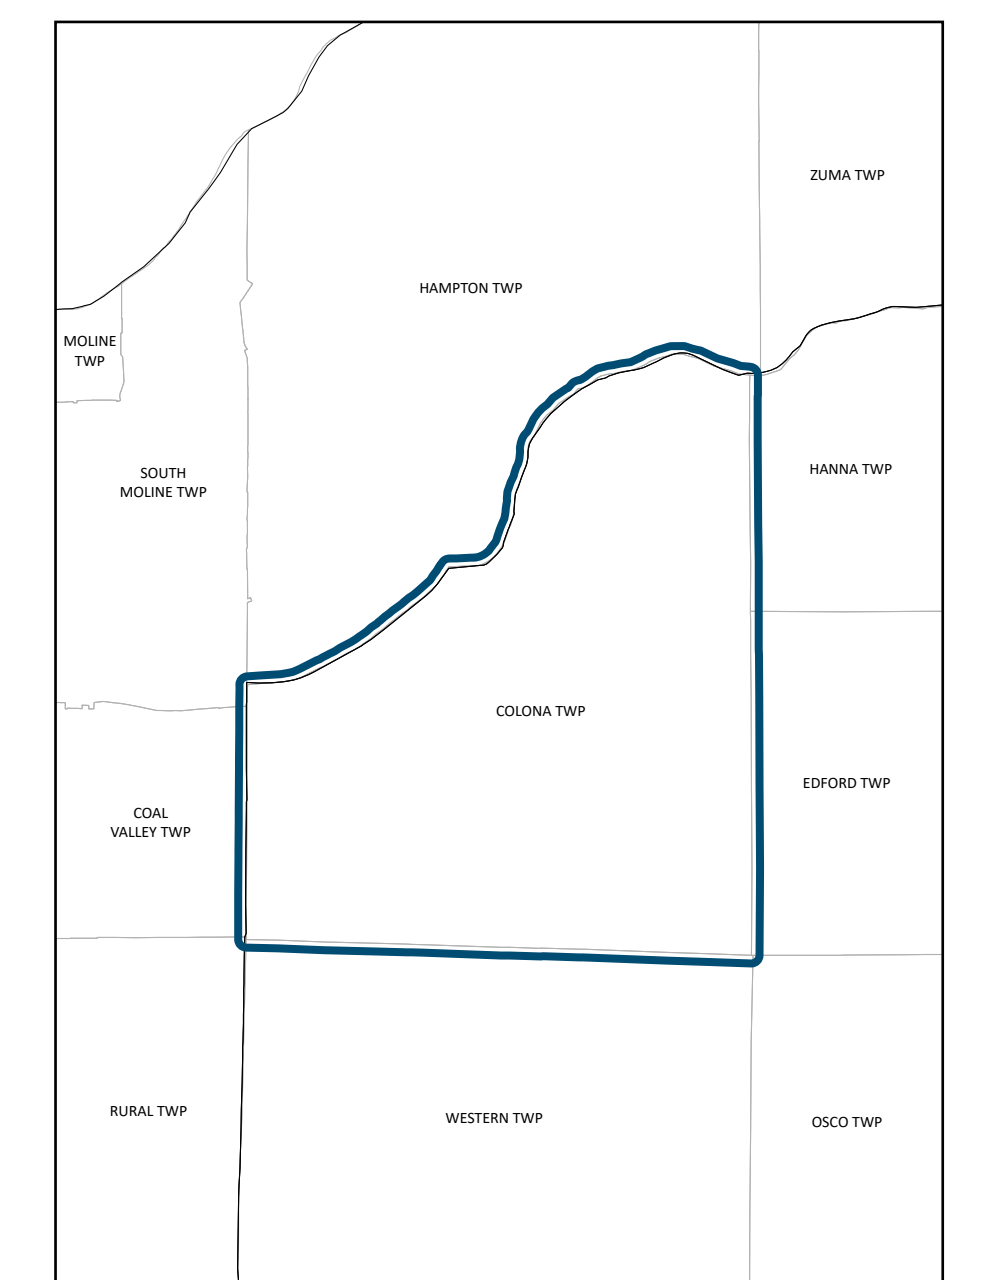 ZUMA TWP
HAMPTON TWP
MOLINE
TWP
HANNA TWP
SOUTH
MOLINE TWP
COLONA TWP
EDFORD TWP
COAL
VALLEY TWP
RURAL TWP
WESTERN TWP
OSCO TWP